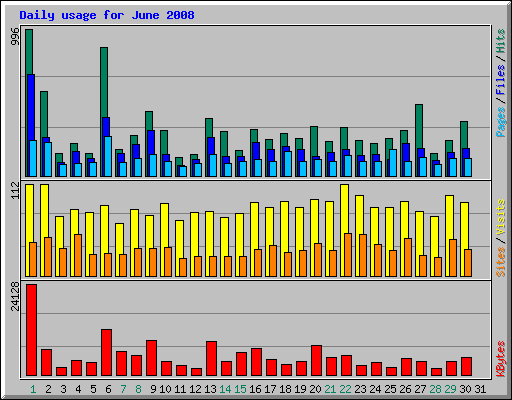 Daily usage for June 2008
996
Pages / Files / Hits
112
Sites / Visits
24128
KBytes
1 2 3 4 5 6 7 8 9 10 11 12 13 14 15 16 17 18 19 20 21 22 23 24 25 26 27 28 29 30 31